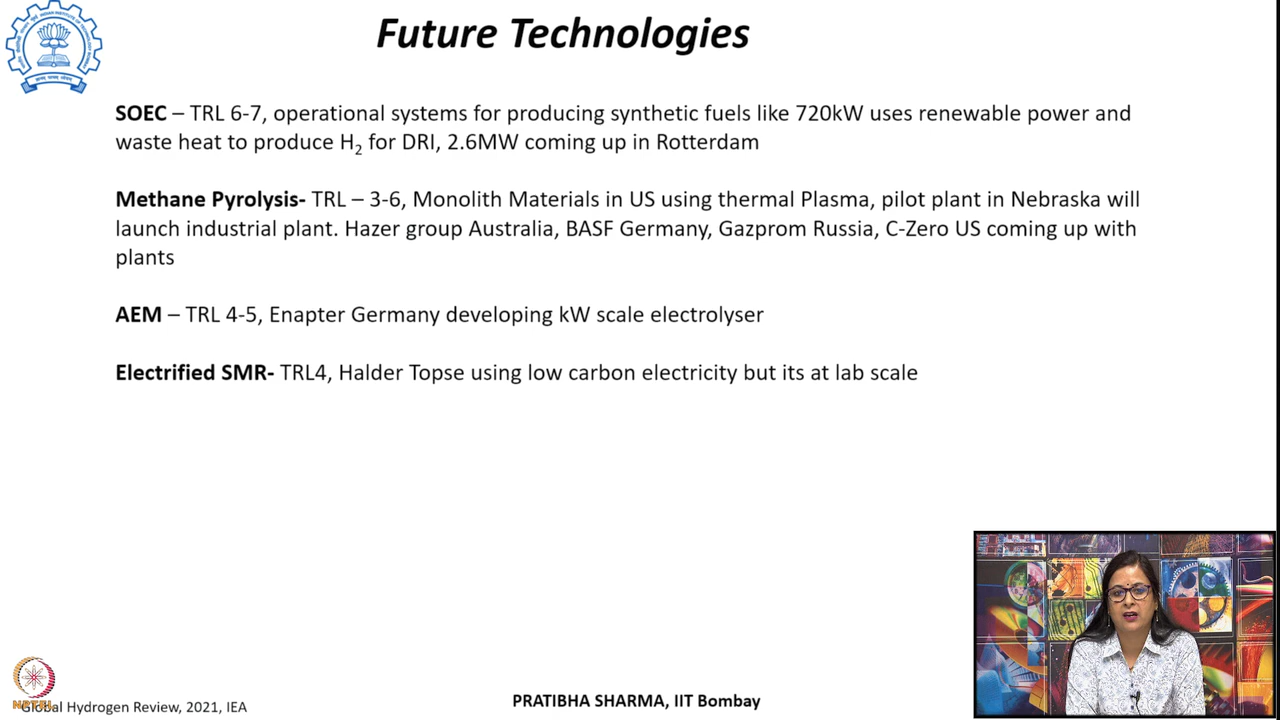 Future Technologies
SOEC – TRL 6-7, operational systems for producing synthetic fuels like 720kW uses renewable power and
waste heat to produce H₂ for DRI, 2.6MW coming up in Rotterdam
Methane Pyrolysis- TRL – 3-6, Monolith Materials in US using thermal Plasma, pilot plant in Nebraska will
launch industrial plant. Hazer group Australia, BASF Germany, Gazprom Russia, C-Zero US coming up with
plants
AEM – TRL 4-5, Enapter Germany developing kW scale electrolyser
Electrified SMR- TRL4, Halder Topse using low carbon electricity but its at lab scale
NPTEL
Global Hydrogen Review, 2021, IEA
PRATIBHA SHARMA, IIT Bombay